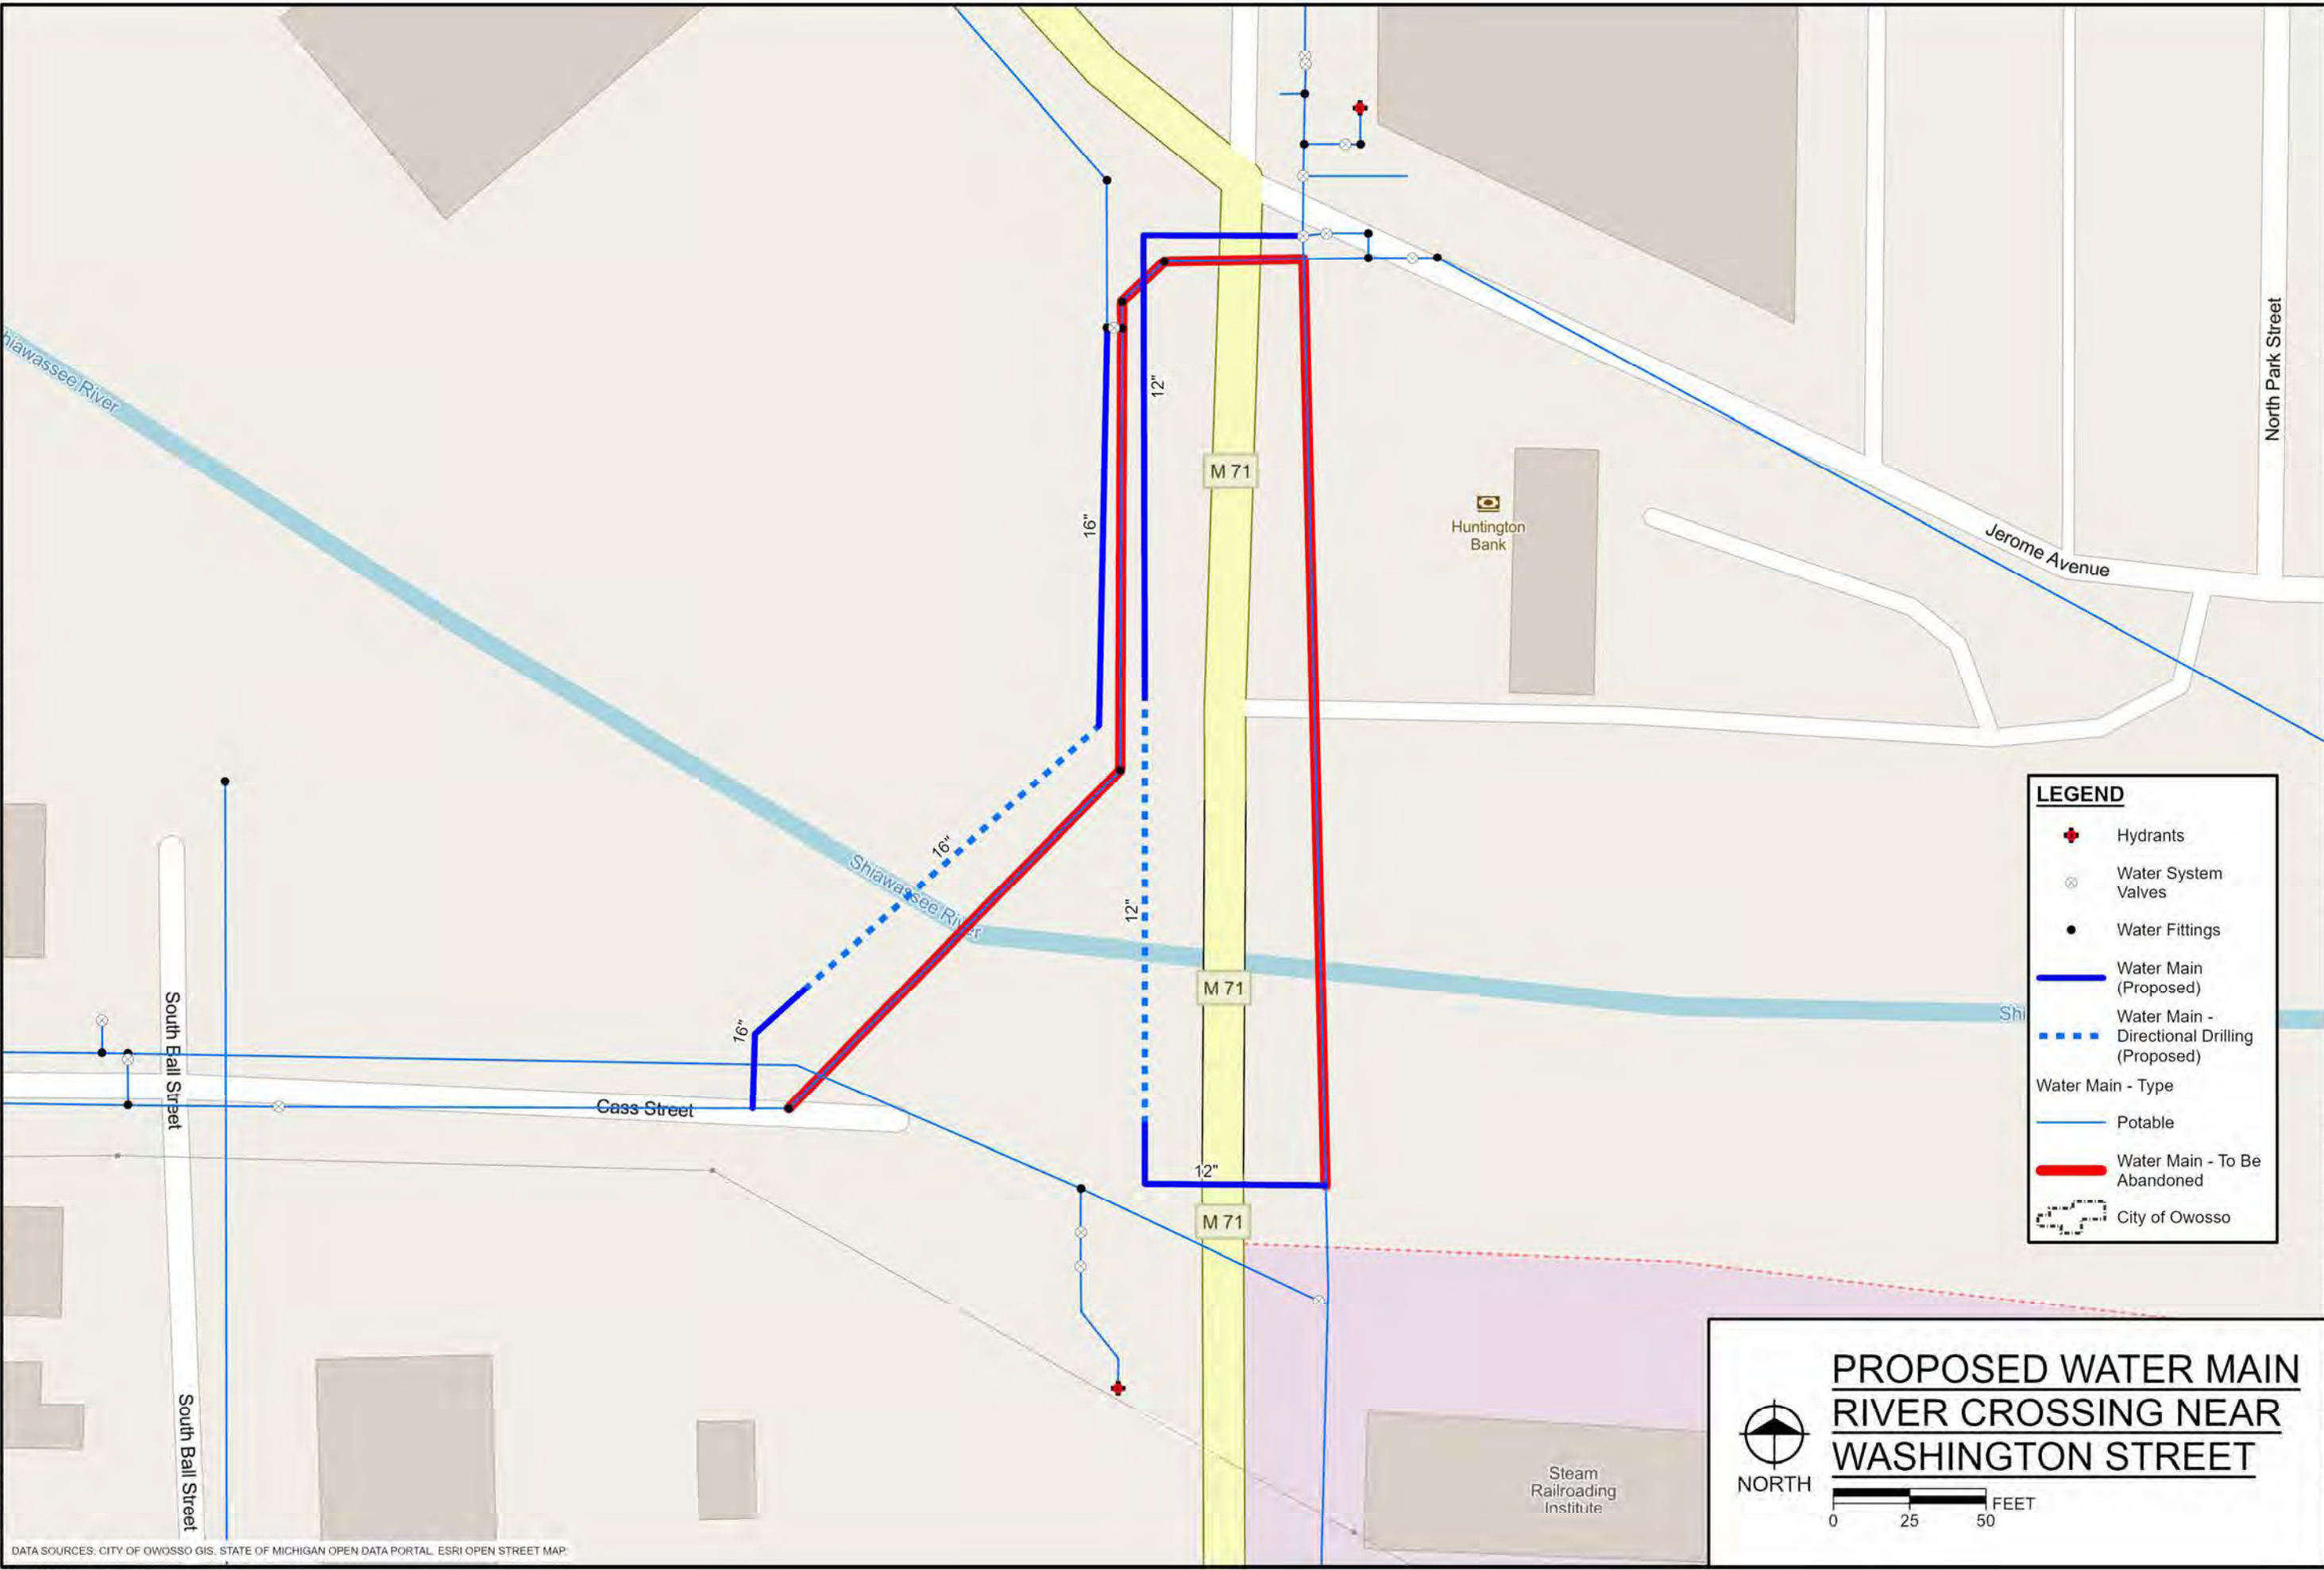 hiawassee River
12"
M 71
16"
Huntington
Bank
North Park Street
Jerome Avenue
16"
Shiawassee River
12"
M 71
Shi
16"
South Ball Street
Cass Street
12"
M 71
South Ball Street
Steam
Railroading
Institute
LEGEND
Hydrants
Water System
Valves
Water Fittings
Water Main
(Proposed)
Water Main -
Directional Drilling
(Proposed)
Water Main - Type
Potable
Water Main - To Be
Abandoned
City of Owosso
PROPOSED WATER MAIN
RIVER CROSSING NEAR
WASHINGTON STREET
NORTH
FEET
0 25 50
DATA SOURCES: CITY OF OWOSSO GIS. STATE OF MICHIGAN OPEN DATA PORTAL. ESRI OPEN STREET MAP.